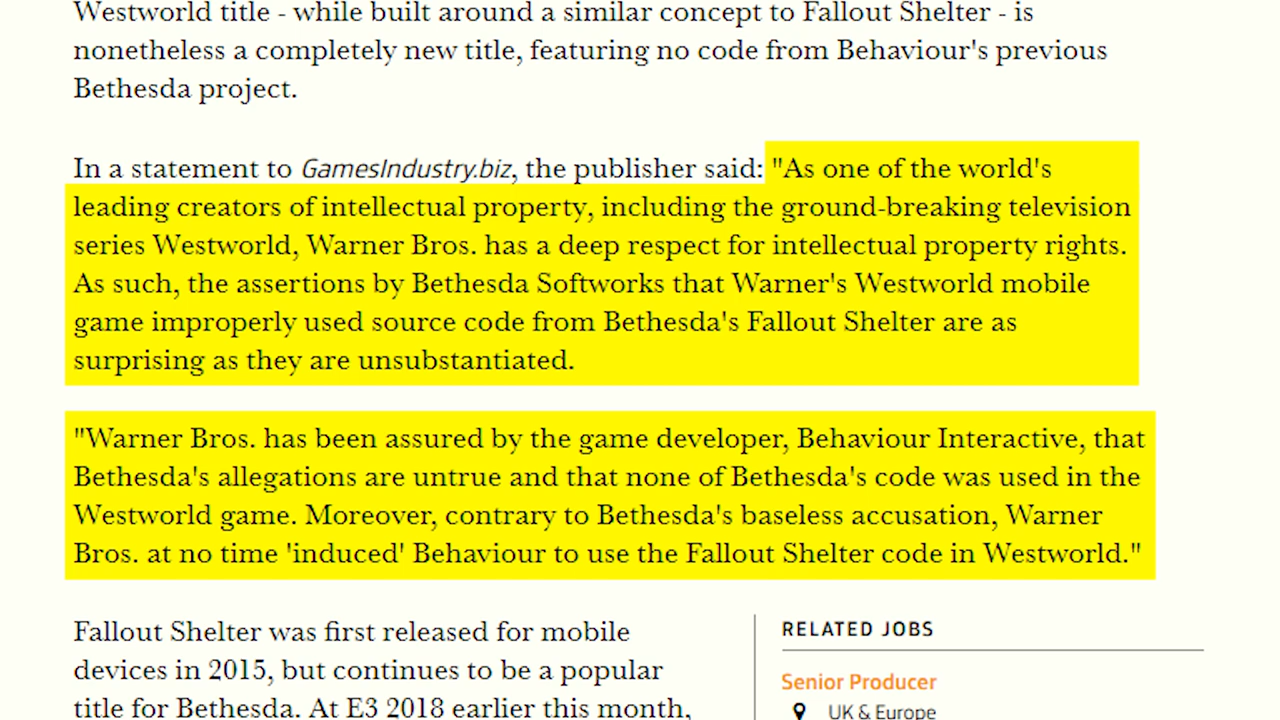 Westworld title - while built around a similar concept to Fallout Shelter - is
nonetheless a completely new title, featuring no code from Behaviour's previous
Bethesda project.
In a statement to GamesIndustry.biz, the publisher said: "As one of the world's
leading creators of intellectual property, including the ground-breaking television
series Westworld, Warner Bros. has a deep respect for intellectual property rights.
As such, the assertions by Bethesda Softworks that Warner's Westworld mobile
game improperly used source code from Bethesda's Fallout Shelter are as
surprising as they are unsubstantiated.
"Warner Bros. has been assured by the game developer, Behaviour Interactive, that
Bethesda's allegations are untrue and that none of Bethesda's code was used in the
Westworld game. Moreover, contrary to Bethesda's baseless accusation, Warner
Bros. at no time 'induced' Behaviour to use the Fallout Shelter code in Westworld."
Fallout Shelter was first released for mobile
devices in 2015, but continues to be a popular
title for Bethesda. At E3 2018 earlier this month,
RELATED JOBS
Senior Producer
UK & Europe